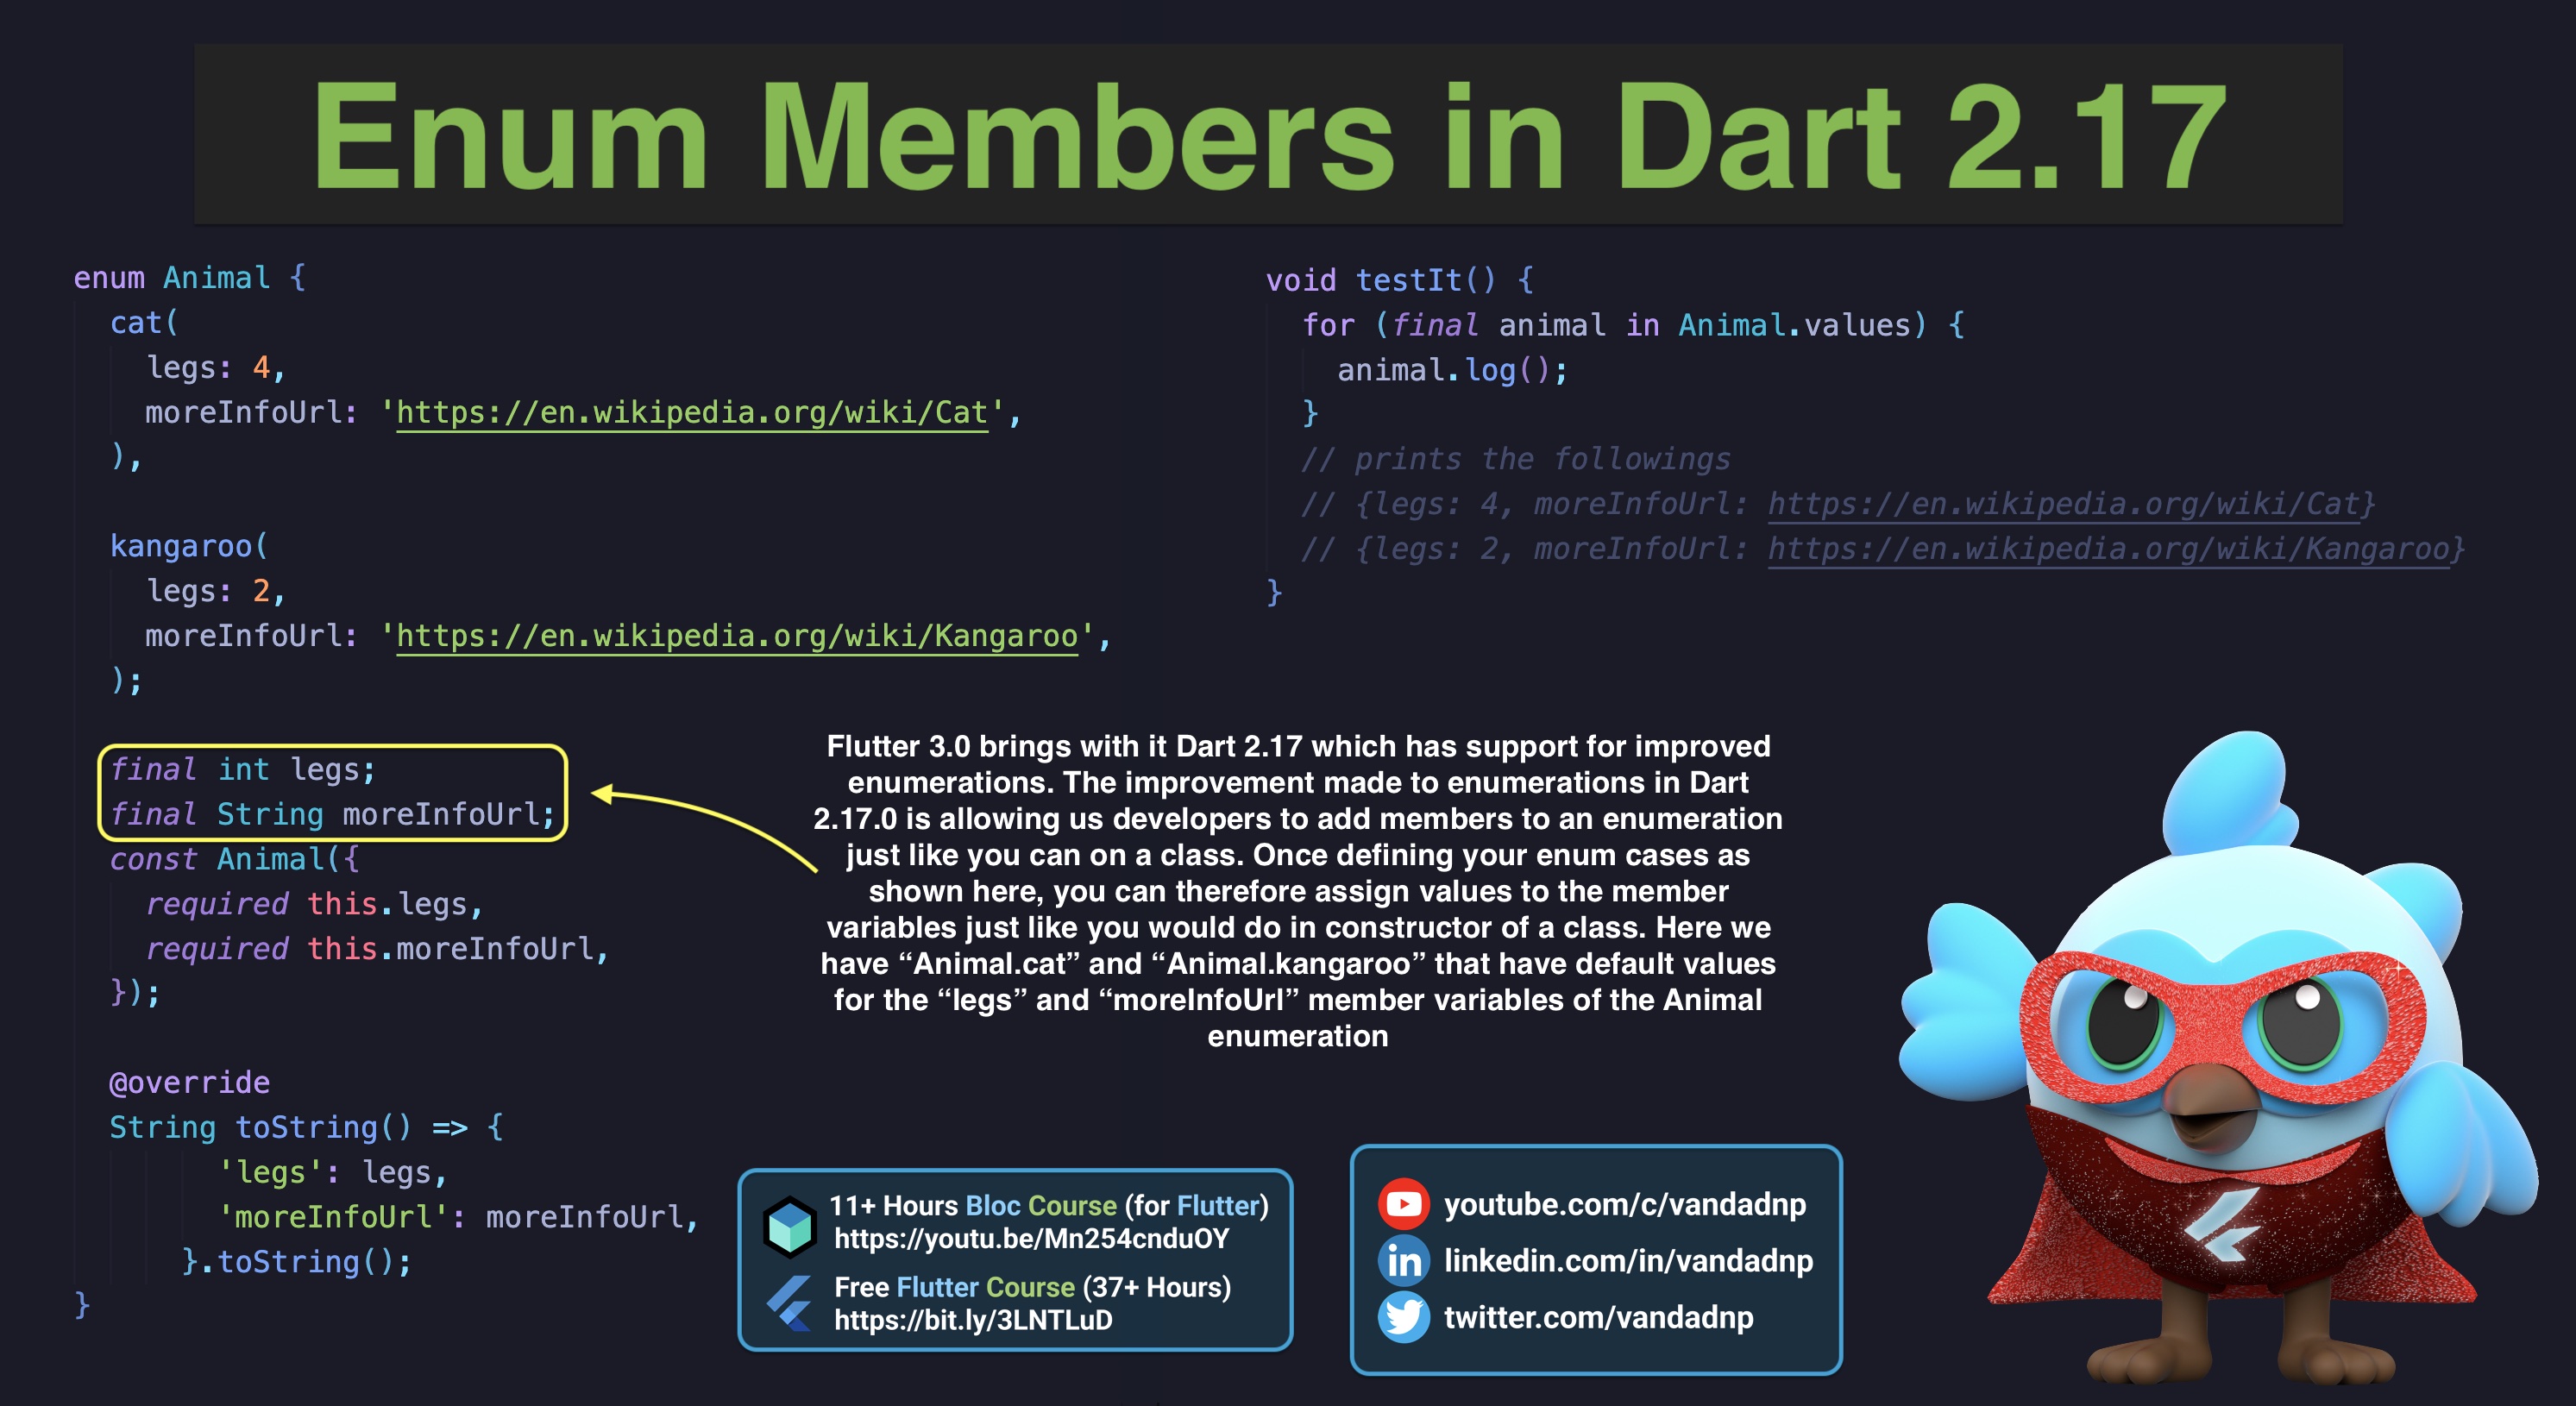 Enum Members in Dart 2.17
enum Animal {
cat(
legs: 4,
moreInfoUrl: 'https://en.wikipedia.org/wiki/Cat',
),
kangaroo(
legs: 2,
moreInfoUrl: 'https://en.wikipedia.org/wiki/Kangaroo',
);
final int legs;
final String moreInfoUrl;
const Animal({
required this.legs,
required this.moreInfoUrl,
});
@override
String toString() => {
'legs': legs,
'moreInfoUrl': moreInfoUrl,
}.toString();
}
void testIt() {
for (final animal in Animal.values) {
animal.log();
}
// prints the followings
// {legs: 4, moreInfoUrl: https://en.wikipedia.org/wiki/Cat}
// {legs: 2, moreInfoUrl: https://en.wikipedia.org/wiki/Kangaroo}
}
Flutter 3.0 brings with it Dart 2.17 which has support for improved
enumerations. The improvement made to enumerations in Dart
2.17.0 is allowing us developers to add members to an enumeration
just like you can on a class. Once defining your enum cases as
shown here, you can therefore assign values to the member
variables just like you would do in constructor of a class. Here we
have “Animal.cat” and “Animal.kangaroo” that have default values
for the “legs” and “moreInfoUrl” member variables of the Animal
enumeration
11+ Hours Bloc Course (for Flutter)
https://youtu.be/Mn254cnduOY
Free Flutter Course (37+ Hours)
https://bit.ly/3LNTLuD
youtube.com/c/vandadnp
linkedin.com/in/vandadnp
twitter.com/vandadnp